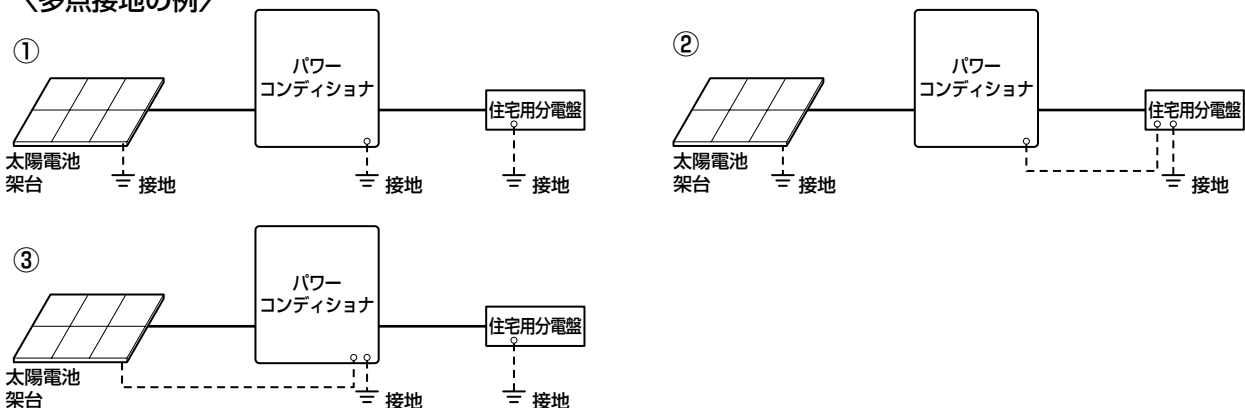 〈多点接地の例〉
①
パワー
コンディショナ
住宅用分電盤
太陽電池
架台
接地
接地
接地
②
パワー
コンディショナ
住宅用分電盤
太陽電池
架台
接地
接地
③
パワー
コンディショナ
住宅用分電盤
太陽電池
架台
接地
接地